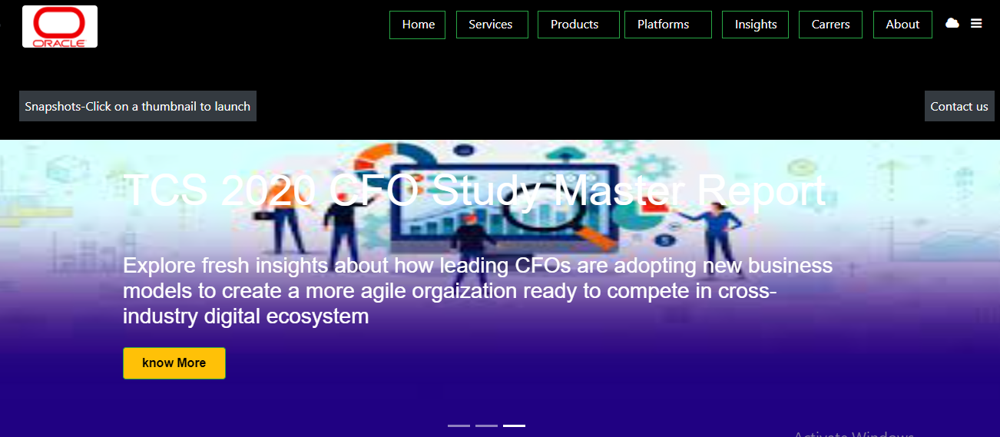 ORACLE
Home Services Products Platforms Insights Carrers About
Snapshots-Click on a thumbnail to launch
Contact us
TCS 2020 CFO Study Master Report
Explore fresh insights about how leading CFOs are adopting new business
models to create a more agile orgaization ready to compete in cross-
industry digital ecosystem
know More
Activate Windows